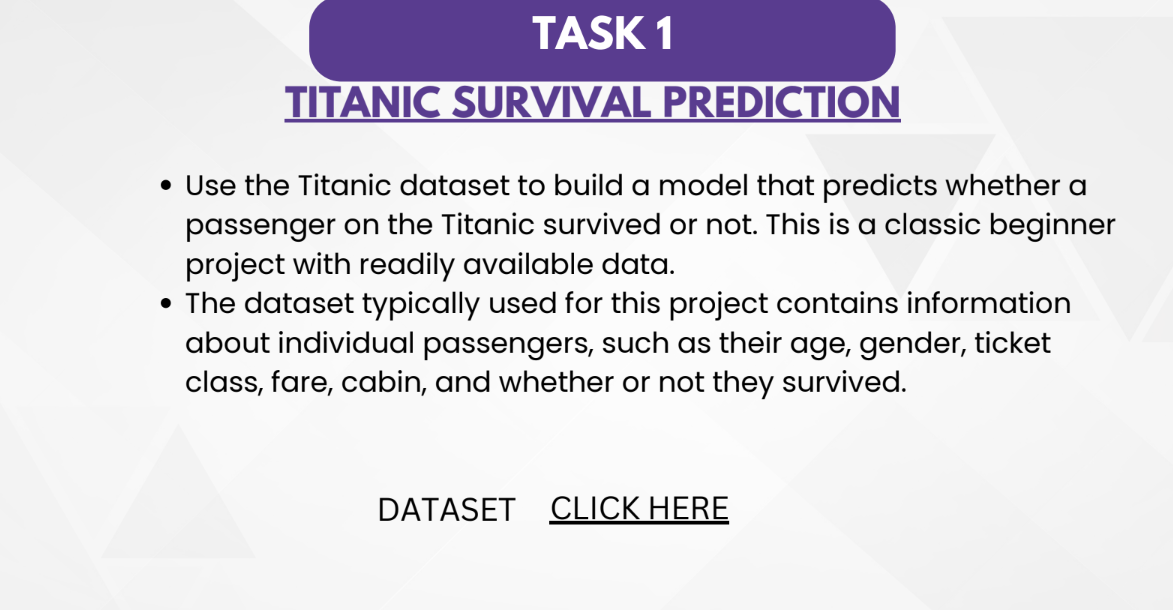 TASK 1
TITANIC SURVIVAL PREDICTION
• Use the Titanic dataset to build a model that predicts whether a
passenger on the Titanic survived or not. This is a classic beginner
project with readily available data.
• The dataset typically used for this project contains information
about individual passengers, such as their age, gender, ticket
class, fare, cabin, and whether or not they survived.
DATASET CLICK HERE